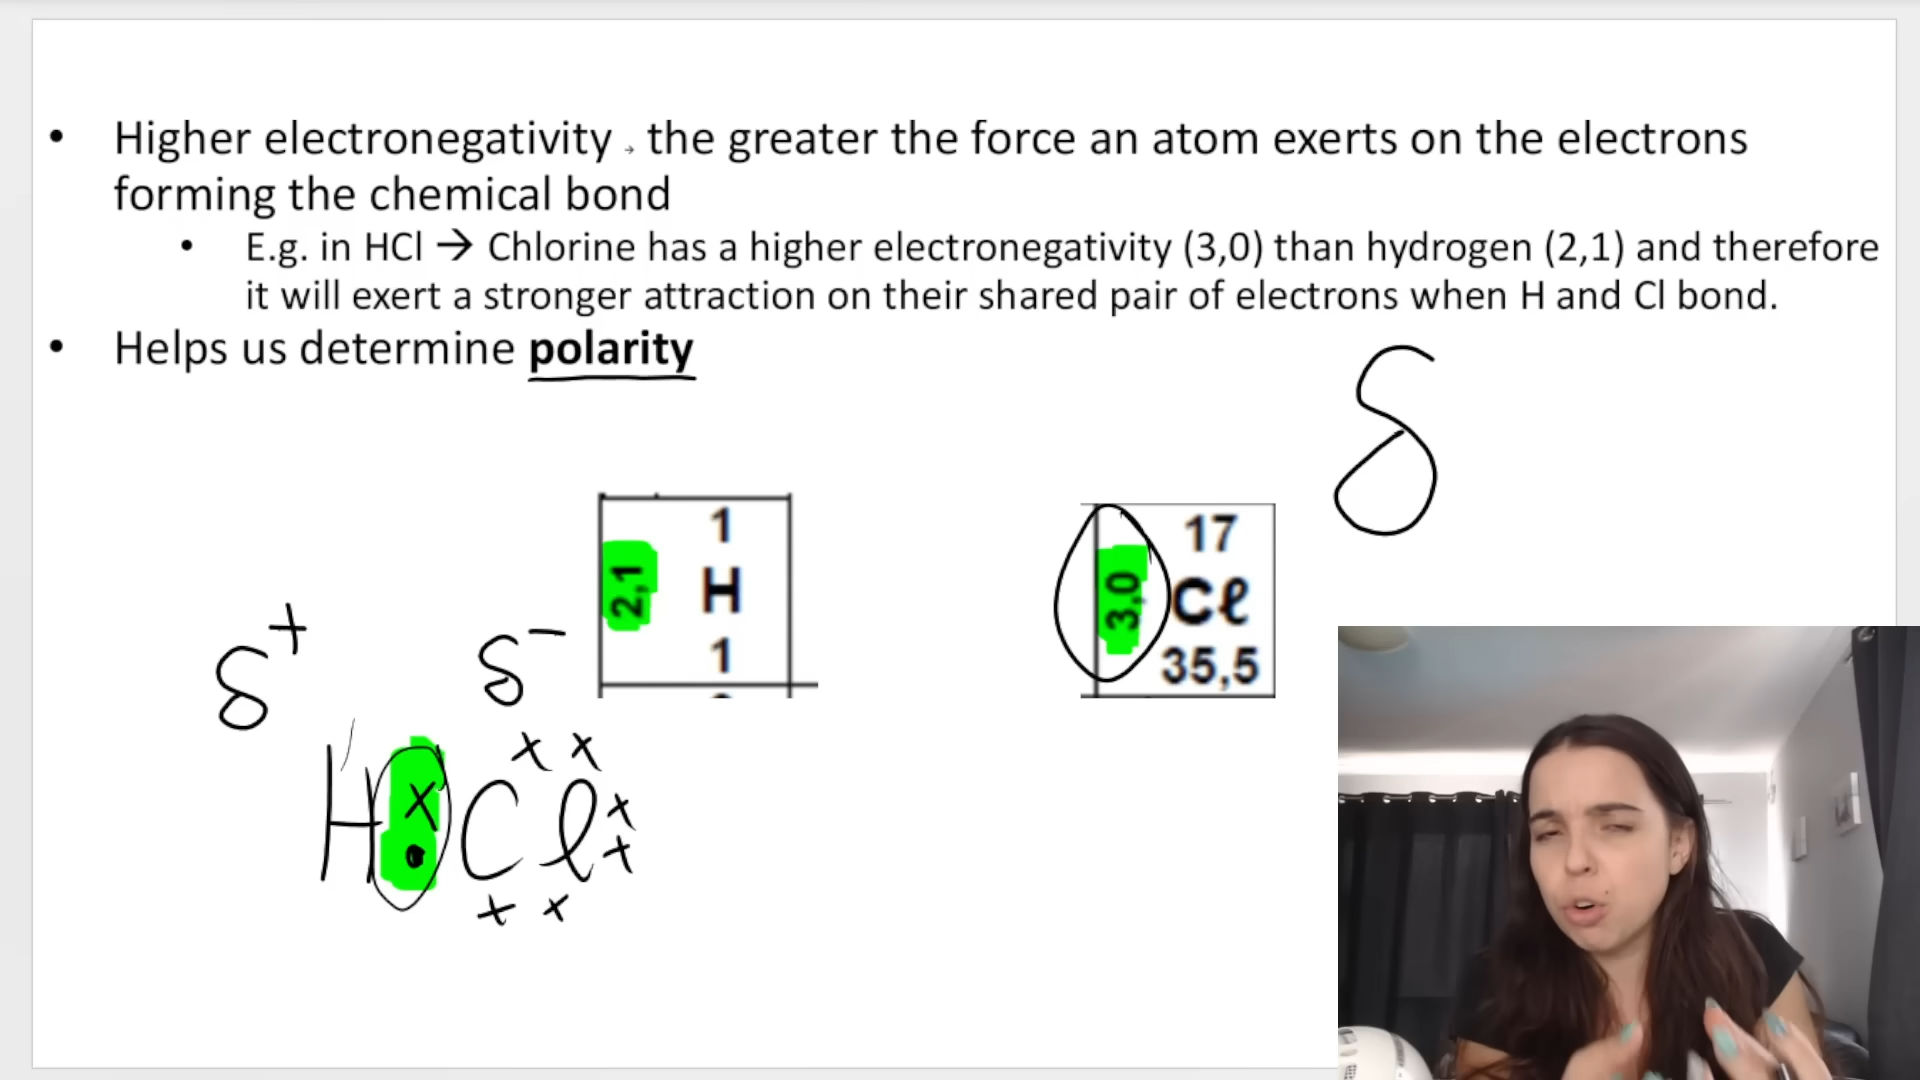 • Higher electronegativity → the greater the force an atom exerts on the electrons
forming the chemical bond
• E.g. in HCl → Chlorine has a higher electronegativity (3,0) than hydrogen (2,1) and therefore
it will exert a stronger attraction on their shared pair of electrons when H and Cl bond.
• Helps us determine polarity
δ
1
2,1 H
1
17
3,0 Cℓ
35,5
δ+ δ-
H x • Cℓ x x x x x x